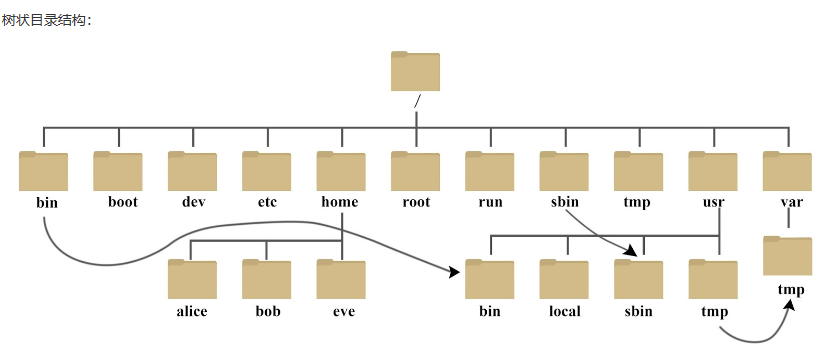 树状目录结构：
/
bin boot dev etc home root run sbin tmp usr var
alice bob eve bin local sbin tmp tmp